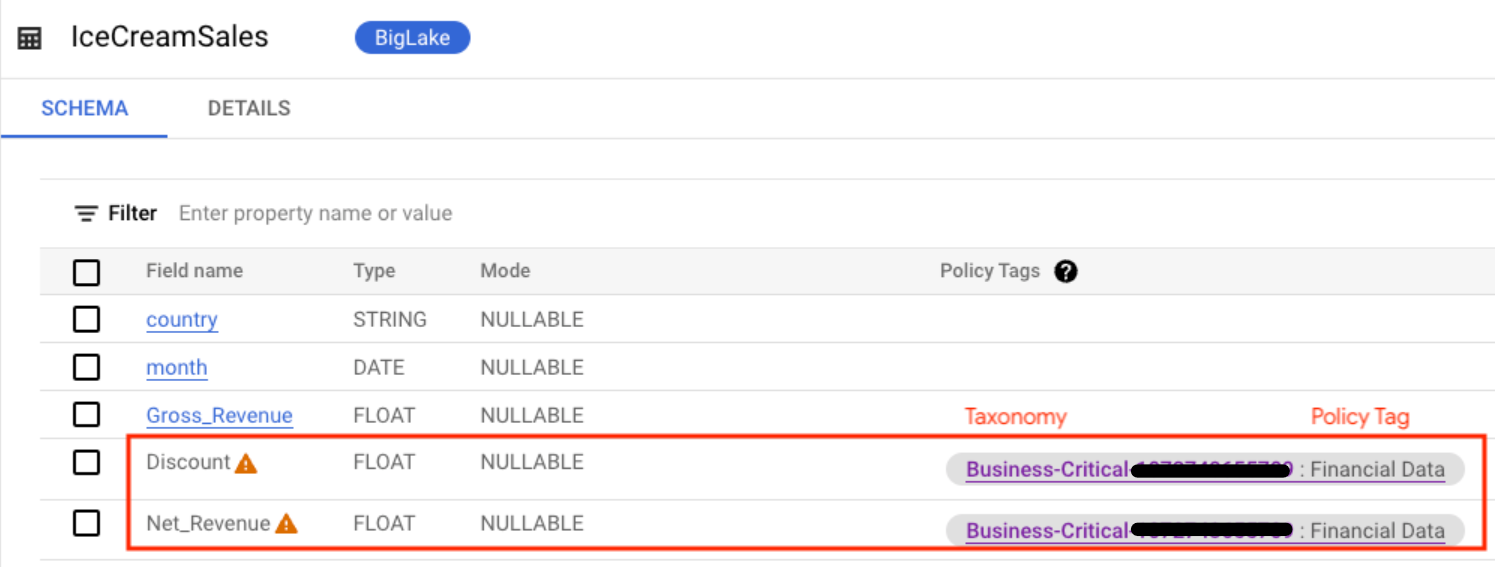 IceCreamSales BigLake
SCHEMA DETAILS
Filter Enter property name or value
Field name Type Mode Policy Tags ?
country STRING NULLABLE
month DATE NULLABLE
Gross_Revenue FLOAT NULLABLE Taxonomy Policy Tag
Discount FLOAT NULLABLE Business-Critical- : Financial Data
Net_Revenue FLOAT NULLABLE Business-Critical- : Financial Data